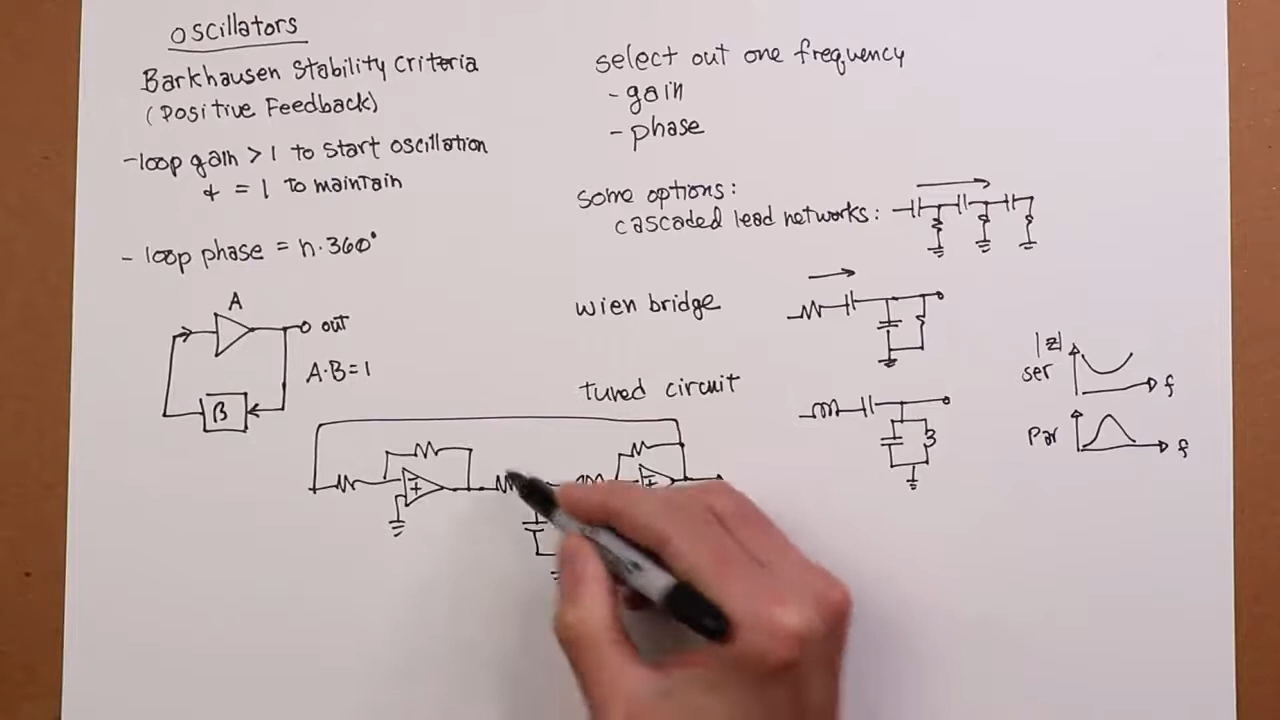 oscillators
Barkhausen Stability Criteria
(Positive Feedback)
-loop gain > 1 to start oscillation
+ = 1 to maintain
- loop phase = n·360°
A
out
A·B=1
B
select out one frequency
- gain
- phase
some options:
cascaded lead networks:
wien bridge
tuned circuit
|z|
ser
f
Par
f